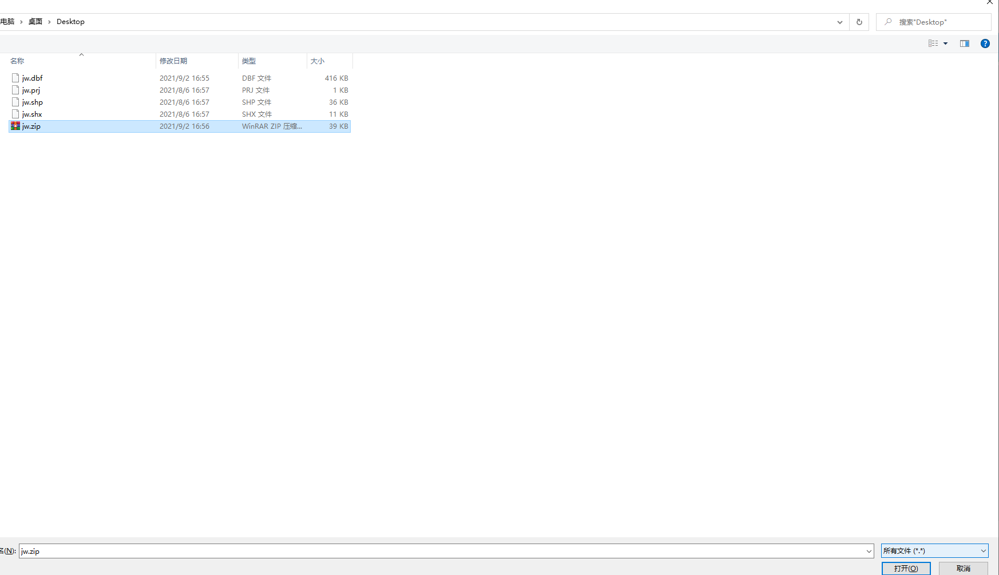 电脑 › 桌面 › Desktop
搜索"Desktop"
名称 修改日期 类型 大小
jw.dbf 2021/9/2 16:55 DBF 文件 416 KB
jw.prj 2021/8/6 16:57 PRJ 文件 1 KB
jw.shp 2021/8/6 16:57 SHP 文件 36 KB
jw.shx 2021/8/6 16:57 SHX 文件 11 KB
jw.zip 2021/9/2 16:56 WinRAR ZIP 压缩... 39 KB
名(N): jw.zip 所有文件 (*.*)
打开(O) 取消